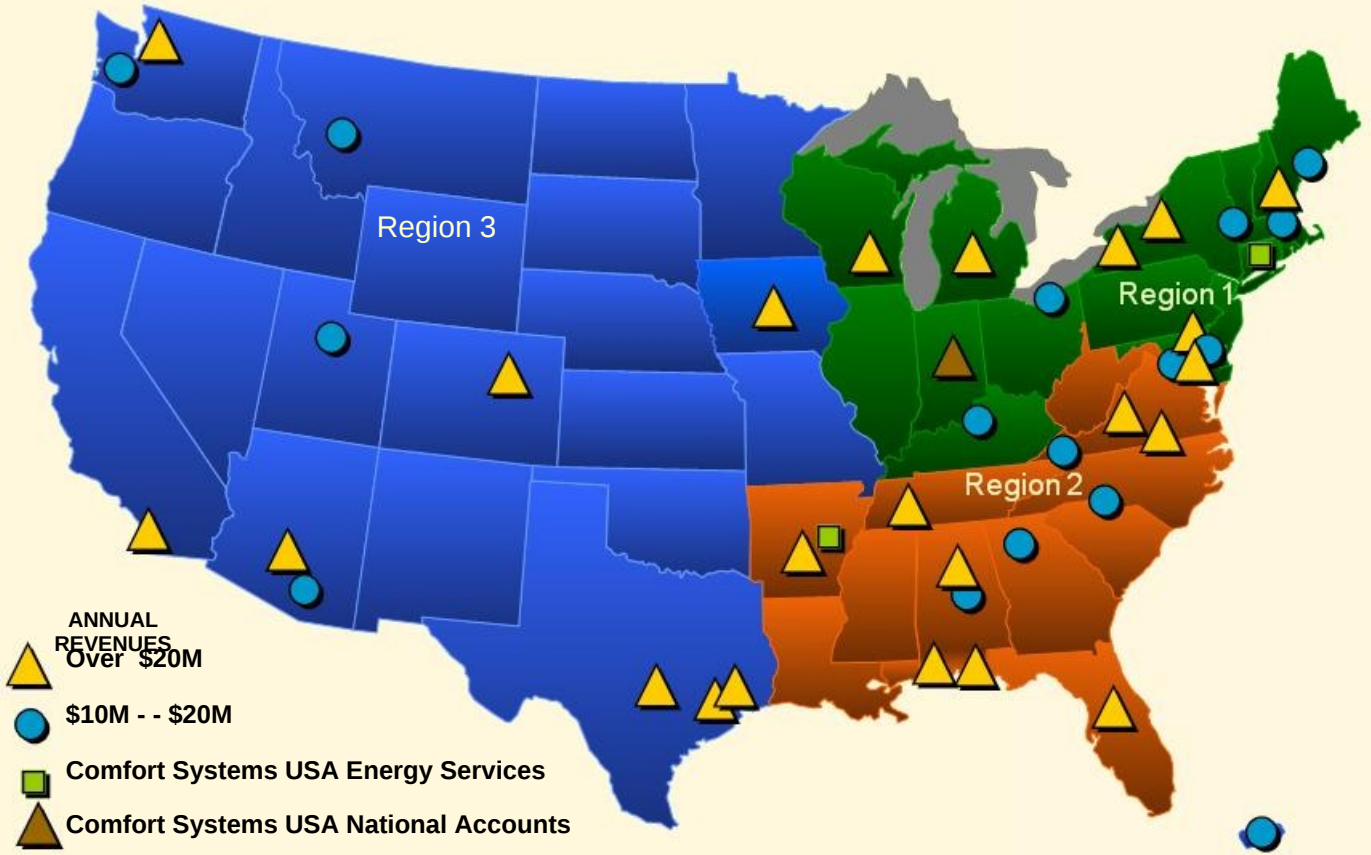 Region 3
Region 1
Region 2
ANNUAL
REVENUES
Over $20M
$10M - - $20M
Comfort Systems USA Energy Services
Comfort Systems USA National Accounts